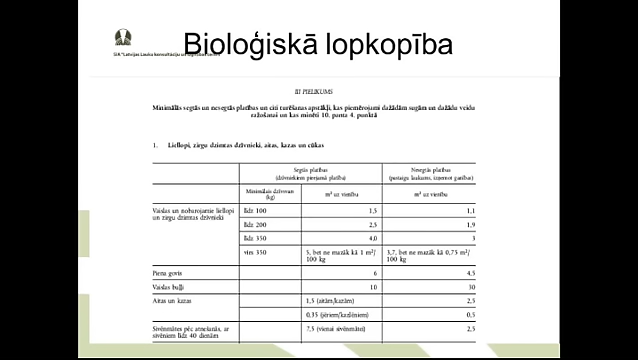 Bioloģiskā lopkopība
SIA "Latvijas Lauku konsultāciju un izglītības centrs"
III PIELIKUMS
Minimālās segtās un nesegtās platības un citi turēšanas apstākļi, kas piemērojami dažādām sugām un dažādu veidu
ražošanai un kas minēti 10. panta 4. punktā
1. Liellopi, zirgu dzimtas dzīvnieki, aitas, kazas un cūkas
Segtās platības
(dzīvniekiem pieejamā platība)
Nesegtās platības
(pastaigu laukums, izņemot ganības)
Minimālais dzīvsvars
(kg)
m² uz vienību
m² uz vienību
Vaislas un nobarojamie liellopi
un zirgu dzimtas dzīvnieki
līdz 100 1,5 1,1
līdz 200 2,5 1,9
līdz 350 4,0 3
virs 350 5, bet ne mazāk kā 1 m²/
100 kg
3,7, bet ne mazāk kā 0,75 m²/
100 kg
Piena govis 6 4,5
Vaislas buļļi 10 30
Aitas un kazas 1,5 (aitām/kazām) 2,5
0,35 (jēriem/kazlēniem) 0,5
Sivēnmātes pēc atnešanās, ar
sivēniem līdz 40 dienām
7,5 (vienai sivēnmātei) 2,5